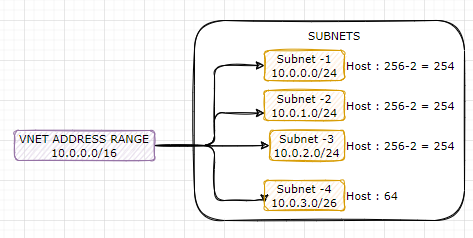 SUBNETS
Subnet -1
10.0.0.0/24
Host : 256-2 = 254
Subnet -2
10.0.1.0/24
Host : 256-2 = 254
VNET ADDRESS RANGE
10.0.0.0/16
Subnet -3
10.0.2.0/24
Host : 256-2 = 254
Subnet -4
10.0.3.0/26
Host : 64